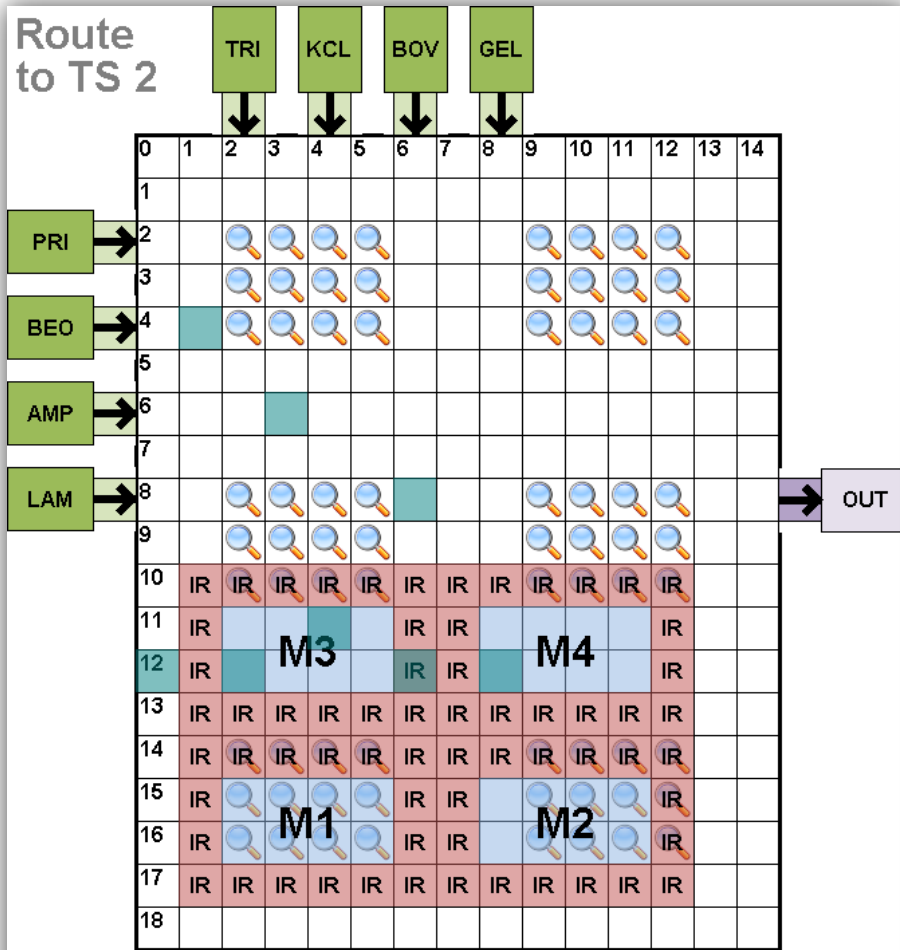 Route
to TS 2
TRI KCL BOV GEL
0 1 2 3 4 5 6 7 8 9 10 11 12 13 14
1
PRI 2
3
BEO 4
5
AMP 6
7
LAM 8 OUT
9
10 IR IR IR IR IR IR IR IR IR IR IR IR
11 IR IR IR IR
M3 M4
12 IR IR IR IR
13 IR IR IR IR IR IR IR IR IR IR IR IR
14 IR IR IR IR IR IR IR IR IR IR IR IR
15 IR IR IR IR
M1 M2
16 IR IR IR IR
17 IR IR IR IR IR IR IR IR IR IR IR IR
18